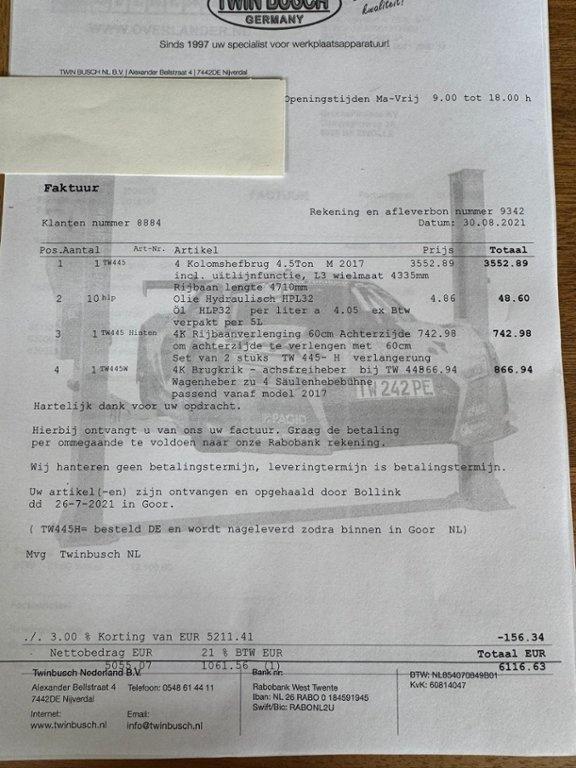 TWIN BUSCH
GERMANY
kwaliteit!
Sinds 1997 uw specialist voor werkplaatsapparatuur!
TWIN BUSCH NL B.V. | Alexander Bellstraat 4 | 7442DE Nijverdal
Openingstijden Ma-Vrij 9.00 tot 18.00 h
Faktuur
Rekening en afleverbon nummer 9342
Klanten nummer 8884 Datum: 30.08.2021
Pos.Aantal Art-Nr. Artikel Prijs Totaal
1 1 TW445 4 Kolomshefbrug 4.5Ton M 2017 3552.89 3552.89
incl. uitlijnfunctie, L3 wielmaat 4335mm
Rijbaan lengte 4710mm
2 10 hlp Olie Hydraulisch HPL32 4.86 48.60
Öl HLP32 per liter a 4.05 ex Btw
verpakt per 5L
3 1 TW445 Hinten 4K Rijbaanverlenging 60cm Achterzijde 742.98 742.98
om achterzijde te verlengen met 60cm
Set van 2 stuks TW 445- H verlangerung
4 1 TW445W 4K Brugkrik - achsfreiheber bij TW 44866.94 866.94
Wagenheber zu 4 Säulenhebebühne
passend vanaf model 2017
TW 242 PE
Hartelijk dank voor uw opdracht.
Hierbij ontvangt u van ons uw factuur. Graag de betaling
per ommegaande te voldoen naar onze Rabobank rekening.
Wij hanteren geen betalingstermijn, leveringtermijn is betalingstermijn.
Uw artikel(-en) zijn ontvangen en opgehaald door Bollink
dd 26-7-2021 in Goor.
( TW445H= besteld DE en wordt nageleverd zodra binnen in Goor NL)
Mvg Twinbusch NL
./. 3.00 % Korting van EUR 5211.41 -156.34
Nettobedrag EUR 21 % BTW EUR Totaal EUR
5055.07 1061.56 (1) 6116.63
Twinbusch Nederland B.V. Bank nr: BTW: NL854070849B01
Alexander Bellstraat 4 Telefoon: 0548 61 44 11 Rabobank West Twente KvK: 60814047
7442DE Nijverdal Iban: NL 26 RABO 0 184591945
Internet: Email: Swift/Bic: RABONL2U
www.twinbusch.nl info@twinbusch.nl